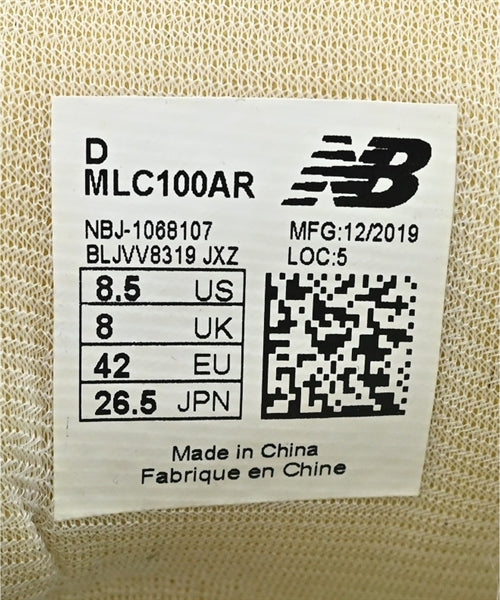 D
MLC100AR
NB
NBJ-1068107
MFG:12/2019
BLJVV8319 JXZ
LOC:5
8.5 US
8 UK
42 EU
26.5 JPN
Made in China
Fabrique en Chine